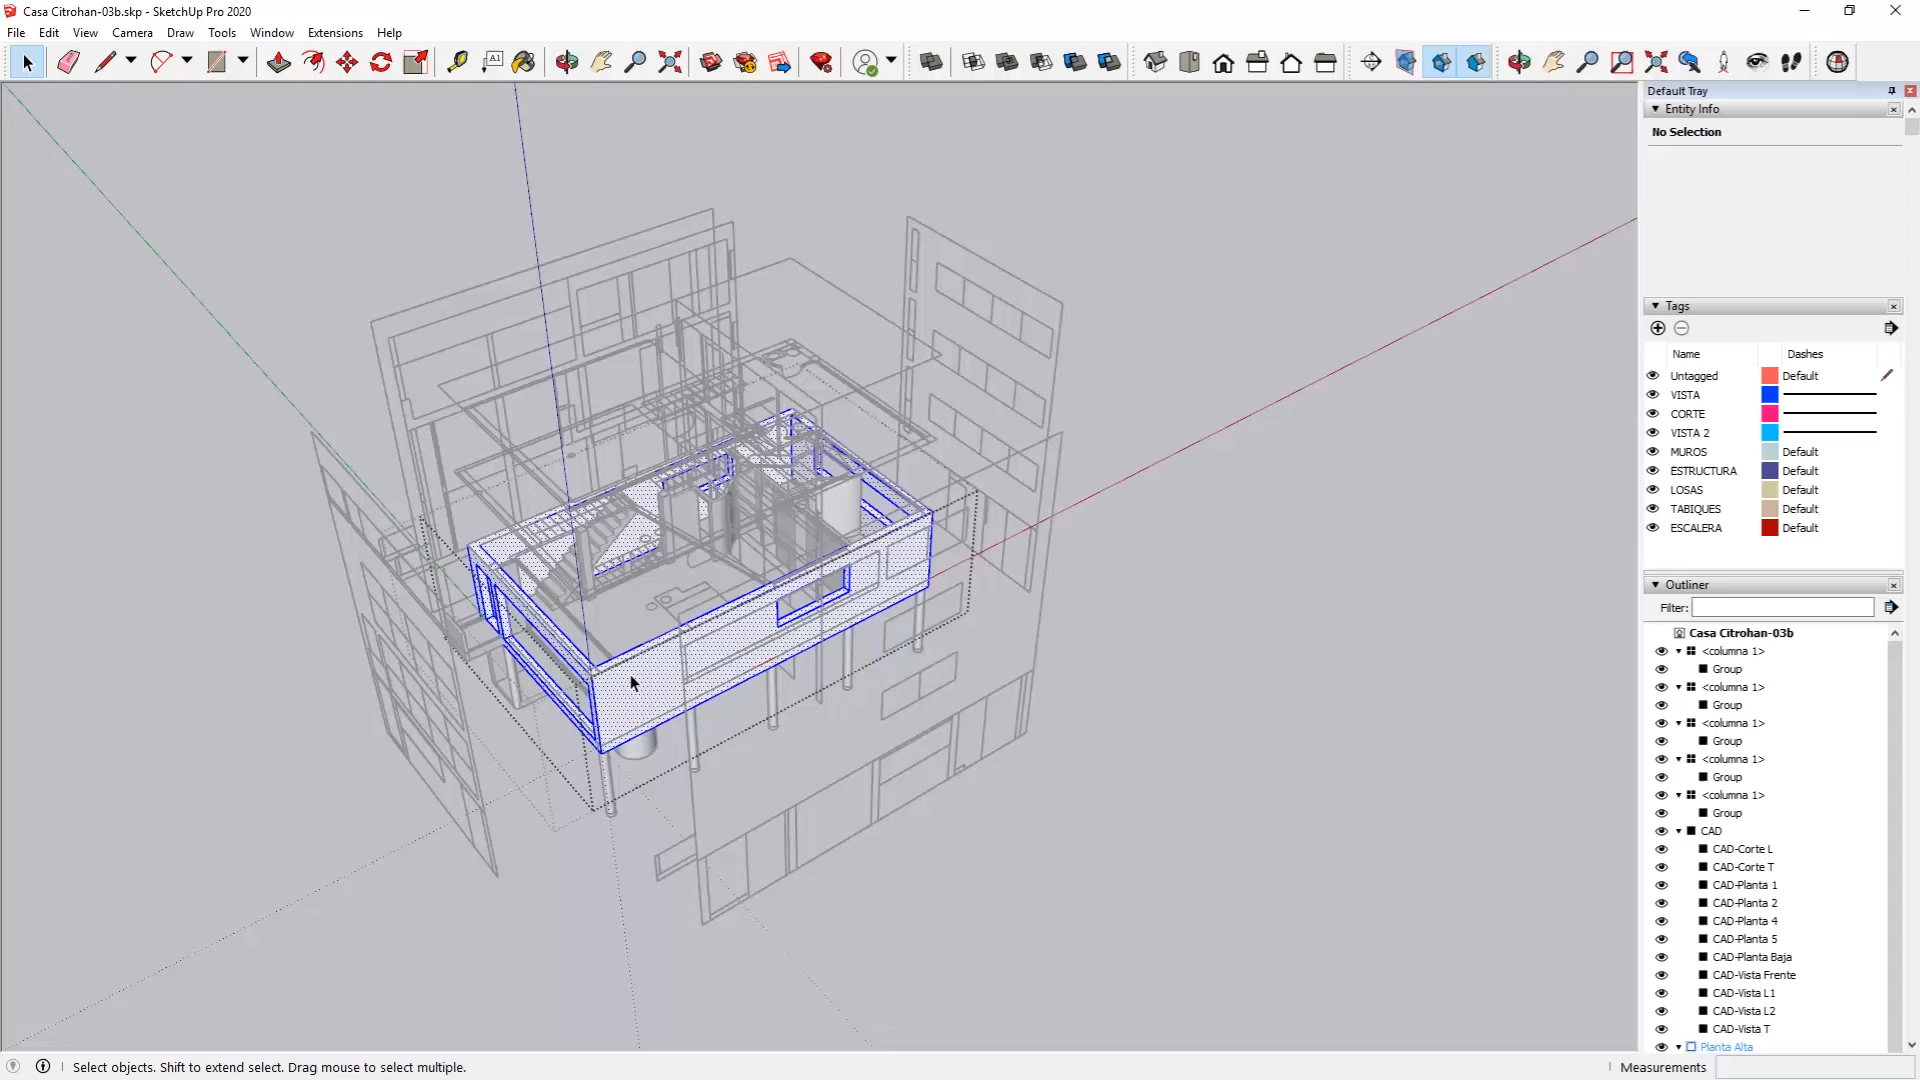 Casa Citrohan-03b.skp - SketchUp Pro 2020
File Edit View Camera Draw Tools Window Extensions Help
A1
Default Tray
Entity Info
No Selection
Tags
Name Dashes
Untagged Default
VISTA
CORTE
VISTA 2
MUROS Default
ESTRUCTURA Default
LOSAS Default
TABIQUES Default
ESCALERA Default
Outliner
Filter:
Casa Citrohan-03b
<columna 1>
Group
<columna 1>
Group
<columna 1>
Group
<columna 1>
Group
<columna 1>
Group
CAD
CAD-Corte L
CAD-Corte T
CAD-Planta 1
CAD-Planta 2
CAD-Planta 4
CAD-Planta 5
CAD-Planta Baja
CAD-Vista Frente
CAD-Vista L1
CAD-Vista L2
CAD-Vista T
Planta Alta
Select objects. Shift to extend select. Drag mouse to select multiple.
Measurements